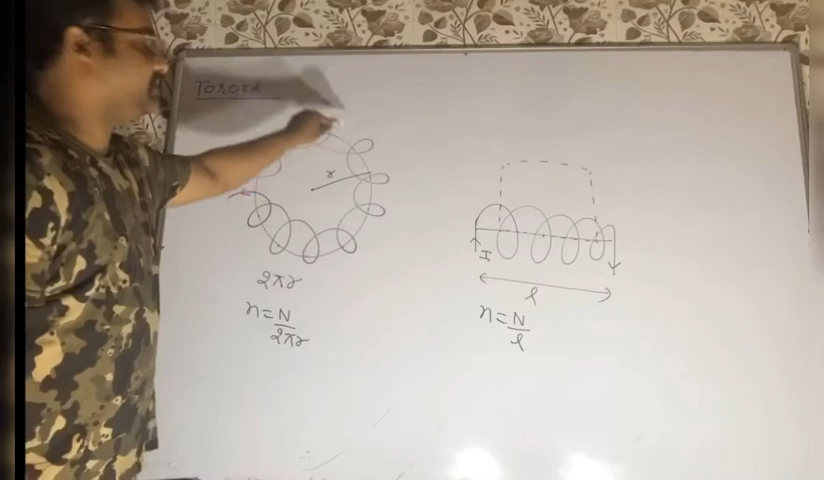 Toroid
r
2πr
n = N
2πr
I
l
n = N
l